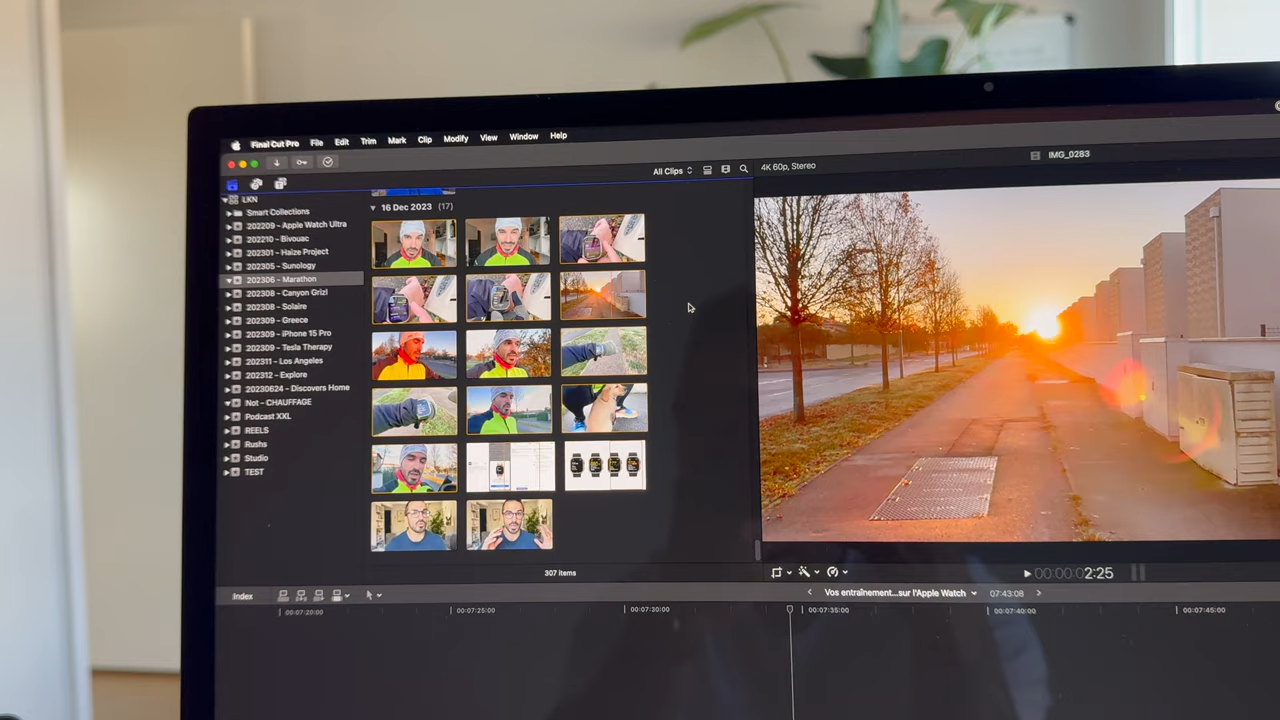 Final Cut Pro File Edit Trim Mark Clip Modify View Window Help
All Clips
4K 60p, Stereo
IMG_0283
LKN
Smart Collections
202209 - Apple Watch Ultra
202210 - Bivouac
202301 - Haize Project
202305 - Sunology
202306 - Marathon
202308 - Canyon Grizl
202308 - Solaire
202309 - Greece
202309 - iPhone 15 Pro
202309 - Tesla Therapy
202311 - Los Angeles
202312 - Explore
20230624 - Discovers Home
Not - CHAUFFAGE
Podcast XXL
REELS
Rushs
Studio
TEST
16 Dec 2023 (17)
307 items
00:00:00:02:25
Index
Vos entraînement...sur l'Apple Watch
07:43:08
00:07:20:00 00:07:25:00 00:07:30:00 00:07:35:00 00:07:40:00 00:07:45:00